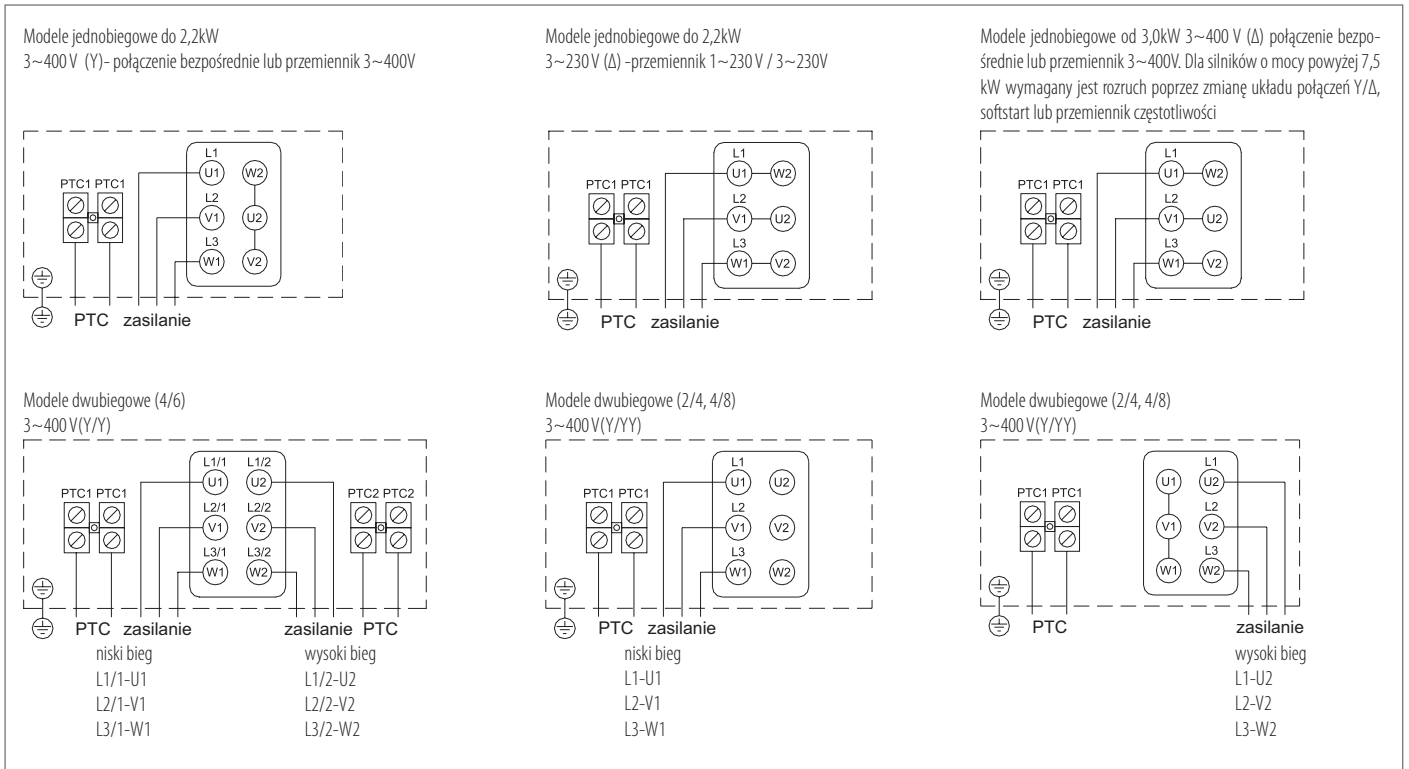 Modele jednobiegowe do 2,2kW
3~400 V (Y)- połączenie bezpośrednie lub przemiennik 3~400V
L1
U1 W2
PTC1 PTC1
L2
V1 U2
L3
W1 V2
PTC zasilanie
Modele jednobiegowe do 2,2kW
3~230 V (Δ) -przemiennik 1~230 V / 3~230V
L1
U1 W2
PTC1 PTC1
L2
V1 U2
L3
W1 V2
PTC zasilanie
Modele jednobiegowe od 3,0kW 3~400 V (Δ) połączenie bezpo-
średnie lub przemiennik 3~400V. Dla silników o mocy powyżej 7,5
kW wymagany jest rozruch poprzez zmianę układu połączeń Y/Δ,
softstart lub przemiennik częstotliwości
L1
U1 W2
PTC1 PTC1
L2
V1 U2
L3
W1 V2
PTC zasilanie
Modele dwubiegowe (4/6)
3~400 V(Y/Y)
L1/1 L1/2
U1 U2
PTC1 PTC1 PTC2 PTC2
L2/1 L2/2
V1 V2
L3/1 L3/2
W1 W2
PTC zasilanie zasilanie PTC
niski bieg wysoki bieg
L1/1-U1 L1/2-U2
L2/1-V1 L2/2-V2
L3/1-W1 L3/2-W2
Modele dwubiegowe (2/4, 4/8)
3~400 V(Y/YY)
L1
U1 U2
PTC1 PTC1
L2
V1 V2
L3
W1 W2
PTC zasilanie
niski bieg
L1-U1
L2-V1
L3-W1
Modele dwubiegowe (2/4, 4/8)
3~400 V(Y/YY)
L1
U1 U2
PTC1 PTC1
L2
V1 V2
L3
W1 W2
PTC zasilanie
wysoki bieg
L1-U2
L2-V2
L3-W2